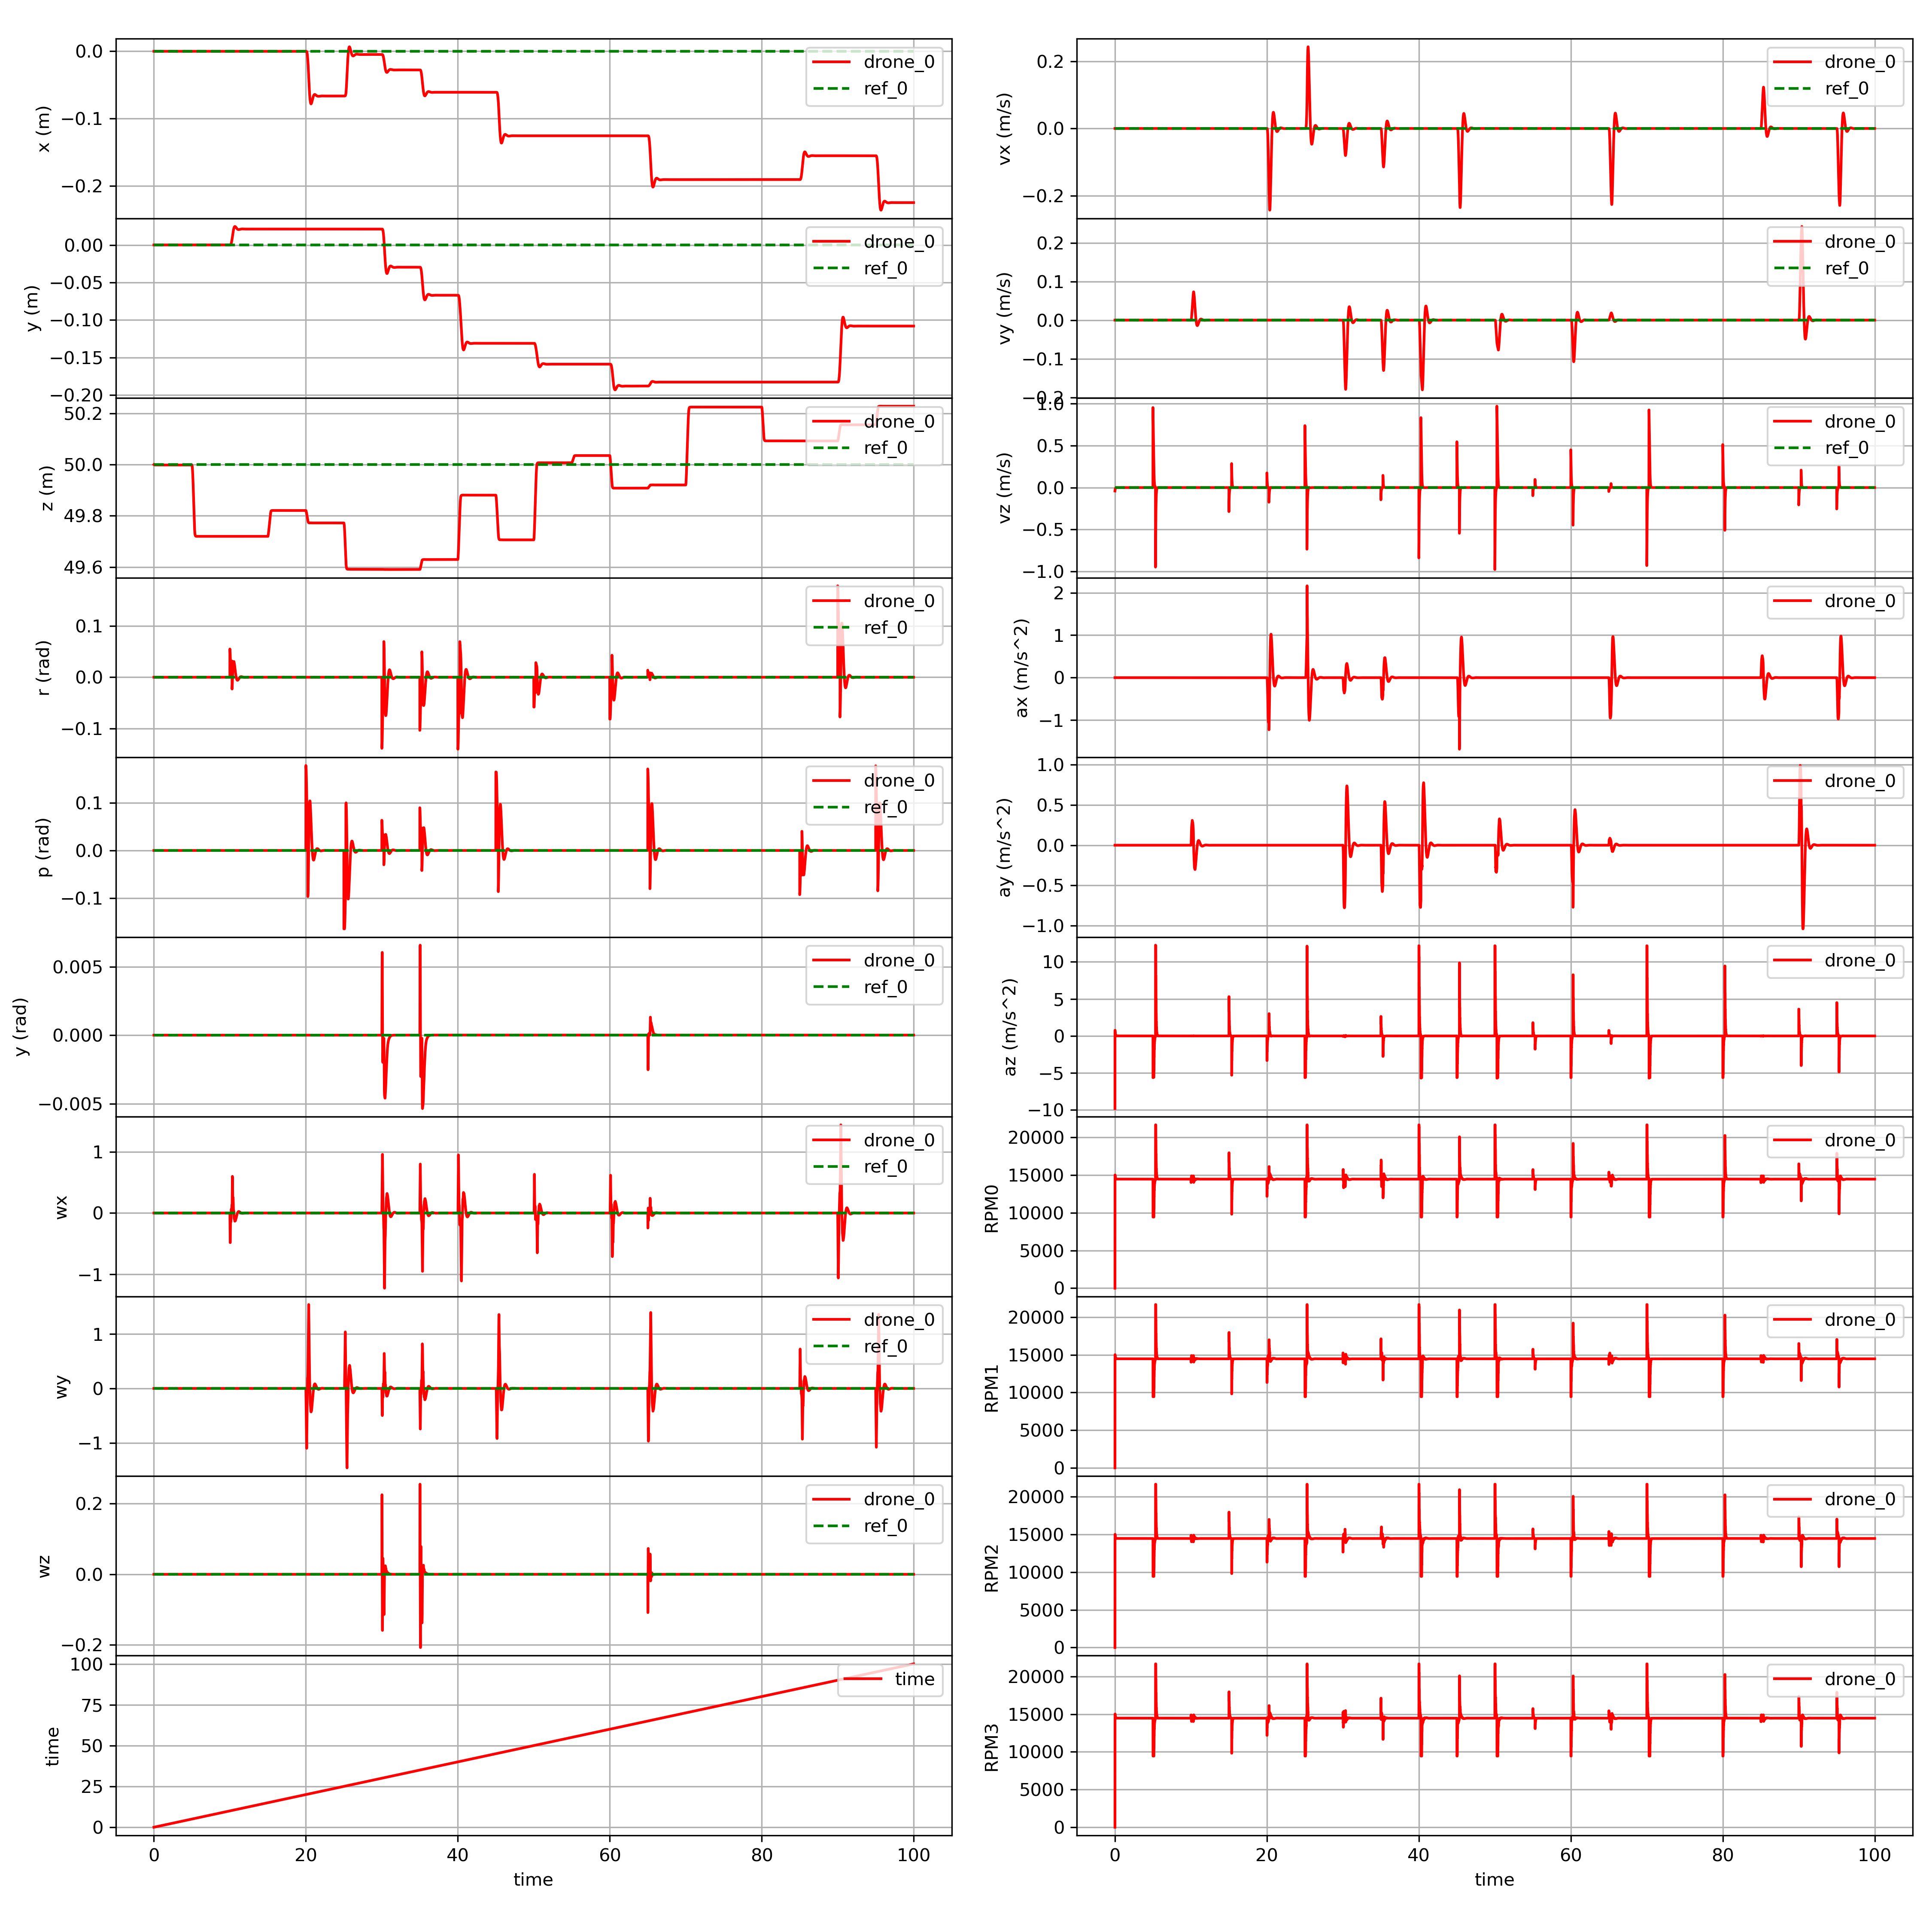 0.0
−0.1
−0.2
x (m)
drone_0
ref_0
0.00
−0.05
−0.10
−0.15
−0.20
y (m)
drone_0
ref_0
50.2
50.0
49.8
49.6
z (m)
drone_0
ref_0
0.1
0.0
−0.1
r (rad)
drone_0
ref_0
0.1
0.0
−0.1
p (rad)
drone_0
ref_0
0.005
0.000
−0.005
y (rad)
drone_0
ref_0
1
0
−1
wx
drone_0
ref_0
1
0
−1
wy
drone_0
ref_0
0.2
0.0
−0.2
wz
drone_0
ref_0
100
75
50
25
0
time
time
0 20 40 60 80 100
time
0.2
0.0
−0.2
vx (m/s)
drone_0
ref_0
0.2
0.1
0.0
−0.1
−0.2
vy (m/s)
drone_0
ref_0
1.0
0.5
0.0
−0.5
−1.0
vz (m/s)
drone_0
ref_0
2
1
0
−1
ax (m/s^2)
drone_0
1.0
0.5
0.0
−0.5
−1.0
ay (m/s^2)
drone_0
10
5
0
−5
−10
az (m/s^2)
drone_0
20000
15000
10000
5000
0
RPM0
drone_0
20000
15000
10000
5000
0
RPM1
drone_0
20000
15000
10000
5000
0
RPM2
drone_0
20000
15000
10000
5000
0
RPM3
drone_0
0 20 40 60 80 100
time